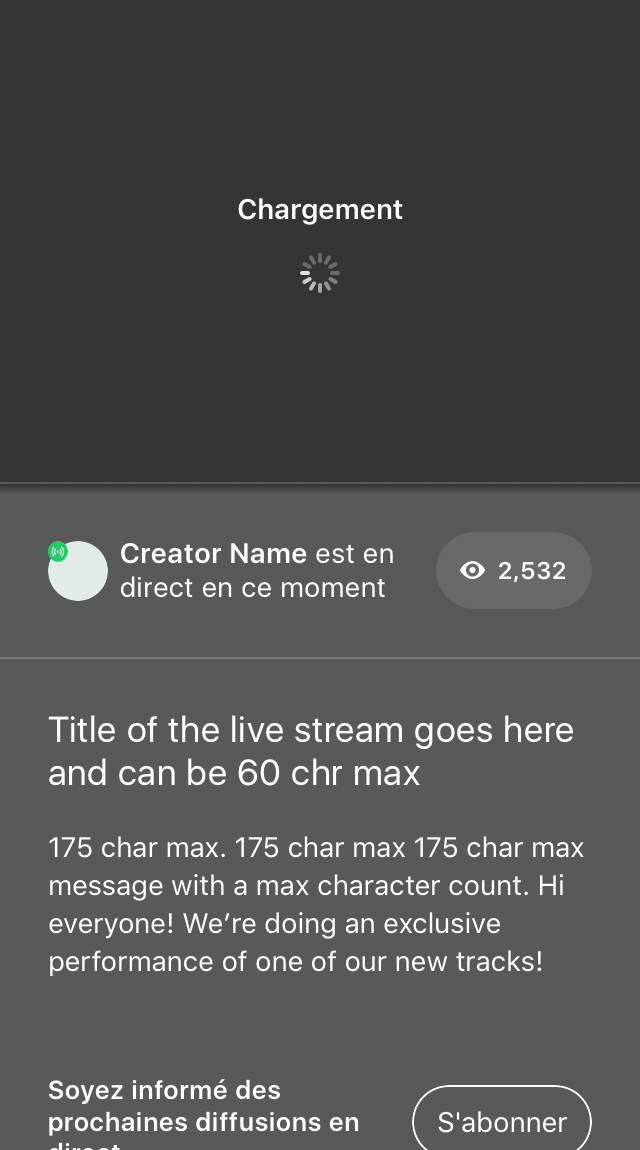 Chargement
Creator Name est en
direct en ce moment
2,532
Title of the live stream goes here
and can be 60 chr max
175 char max. 175 char max 175 char max
message with a max character count. Hi
everyone! We’re doing an exclusive
performance of one of our new tracks!
Soyez informé des
prochaines diffusions en
direct
S'abonner